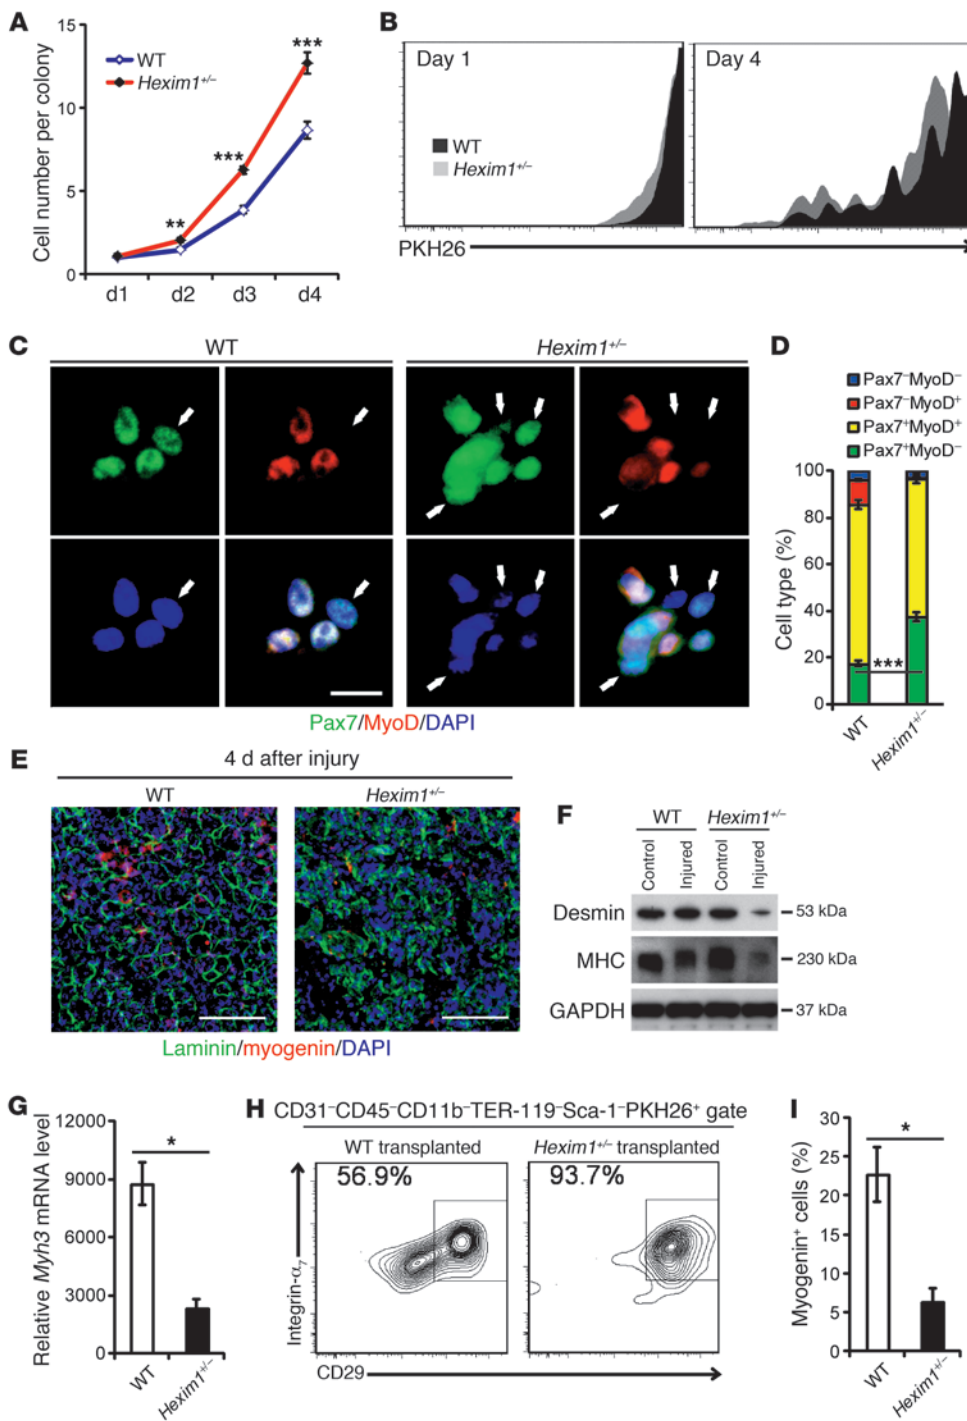 A
15
10
5
0
Cell number per colony
WT
Hexim1+/–
**
***
***
d1 d2 d3 d4
B
Day 1
Day 4
WT
Hexim1+/–
PKH26
C
WT
Hexim1+/–
Pax7/MyoD/DAPI
D
Pax7–MyoD–
Pax7–MyoD+
Pax7+MyoD+
Pax7+MyoD–
100
80
60
40
20
0
Cell type (%)
***
WT
Hexim1+/–
E
4 d after injury
WT
Hexim1+/–
Laminin/myogenin/DAPI
F
WT Hexim1+/–
Control Injured Control Injured
Desmin 53 kDa
MHC 230 kDa
GAPDH 37 kDa
G
12000
9000
6000
3000
0
Relative Myh3 mRNA level
*
WT
Hexim1+/–
H
CD31–CD45–CD11b–TER-119–Sca-1–PKH26+ gate
WT transplanted
Hexim1+/– transplanted
56.9%
93.7%
Integrin-α7
CD29
I
30
25
20
15
10
5
0
Myogenin+ cells (%)
*
WT
Hexim1+/–